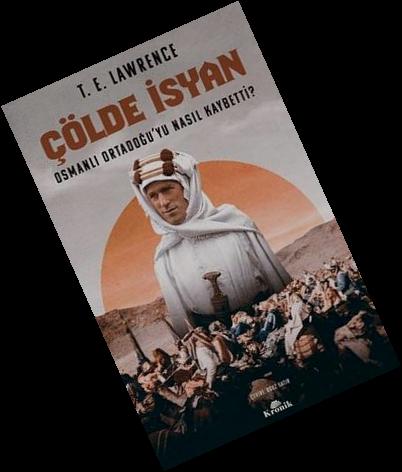 T. E. LAWRENCE
ÇÖLDE İSYAN
OSMANLI ORTADOĞU'YU NASIL KAYBETTİ?
Kronik